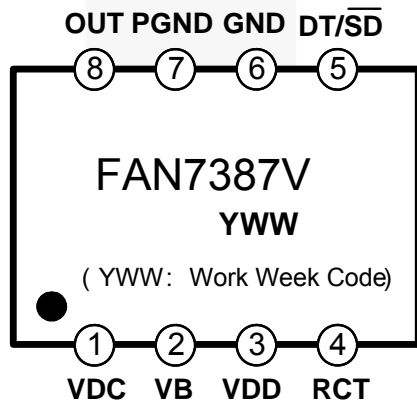 OUT PGND GND DT/SD
8 7 6 5
FAN7387V
YWW
( YWW: Work Week Code)
1 2 3 4
VDC VB VDD RCT